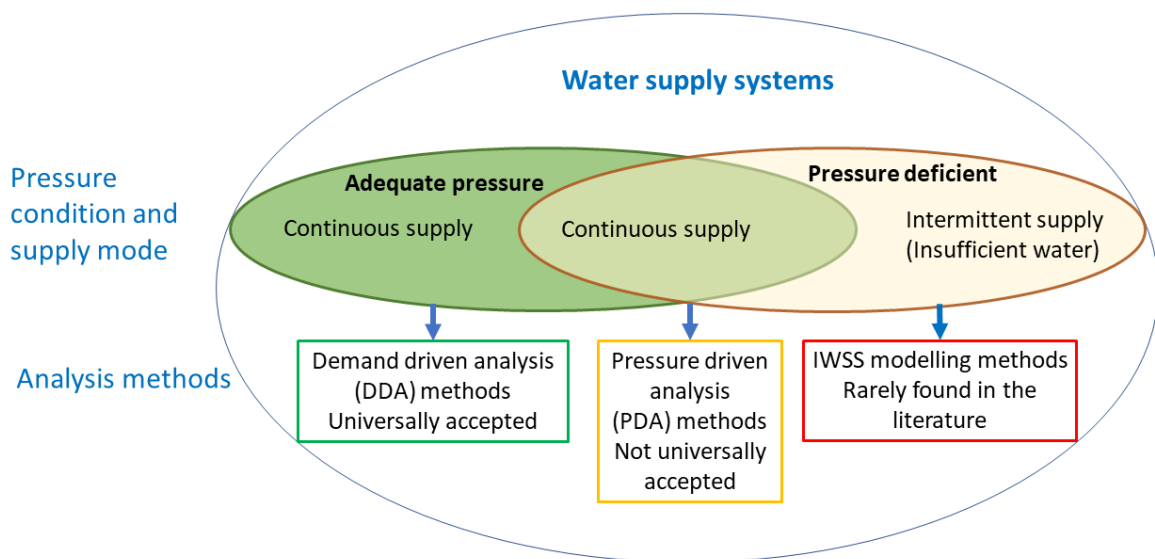 Water supply systems
Pressure
condition and
supply mode
Adequate pressure
Continuous supply
Continuous supply
Pressure deficient
Intermittent supply
(Insufficient water)
Analysis methods
Demand driven analysis
(DDA) methods
Universally accepted
Pressure driven
analysis
(PDA) methods
Not universally
accepted
IWSS modelling methods
Rarely found in the
literature